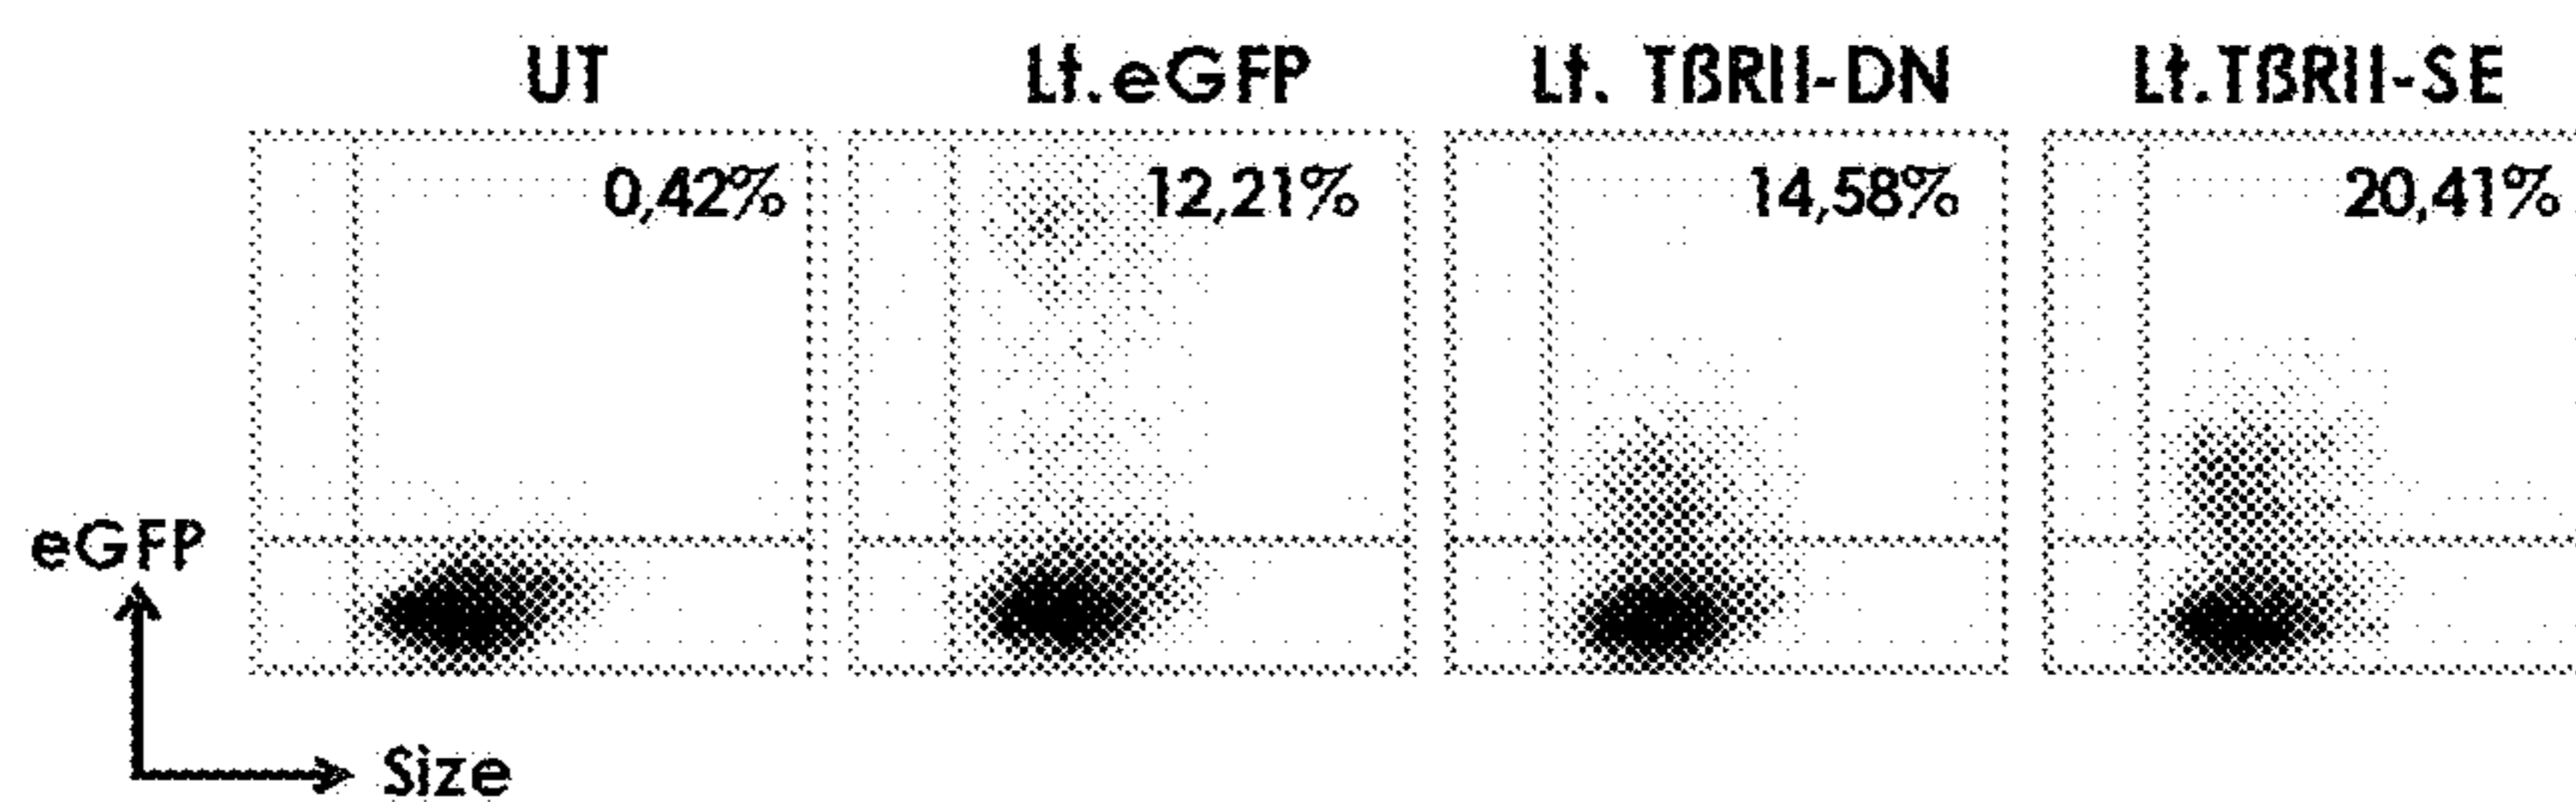 UT Lt.eGFP Lt. TßRII-DN Lt.TßRII-SE
0,42% 12,21% 14,58% 20,41%
eGFP
Size